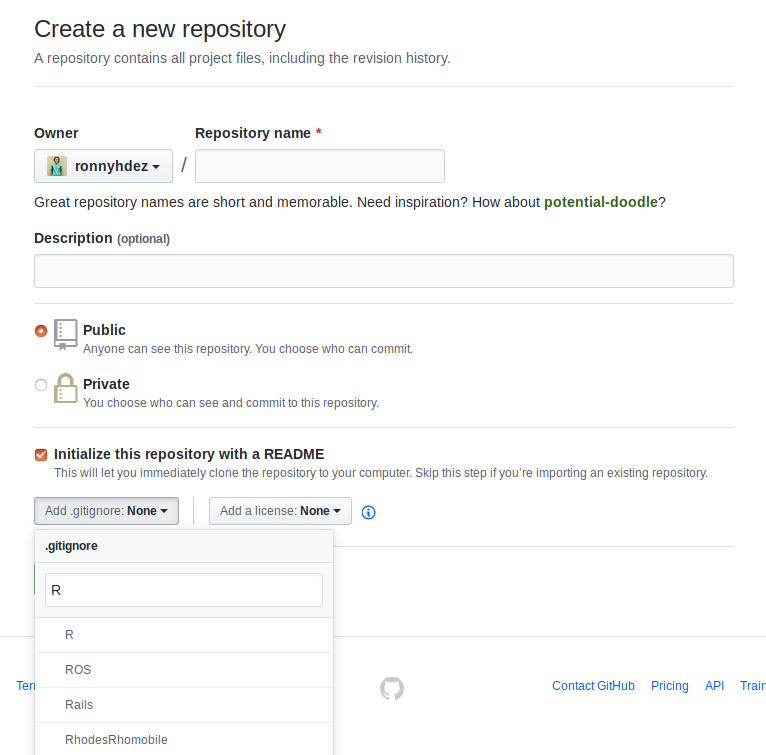 Create a new repository
A repository contains all project files, including the revision history.
Owner
Repository name *
ronnyhdez
/
Great repository names are short and memorable. Need inspiration? How about potential-doodle?
Description (optional)
Public
Anyone can see this repository. You choose who can commit.
Private
You choose who can see and commit to this repository.
Initialize this repository with a README
This will let you immediately clone the repository to your computer. Skip this step if you’re importing an existing repository.
Add .gitignore: None
Add a license: None
.gitignore
R
R
ROS
Rails
RhodesRhomobile
Contact GitHub
Pricing
API